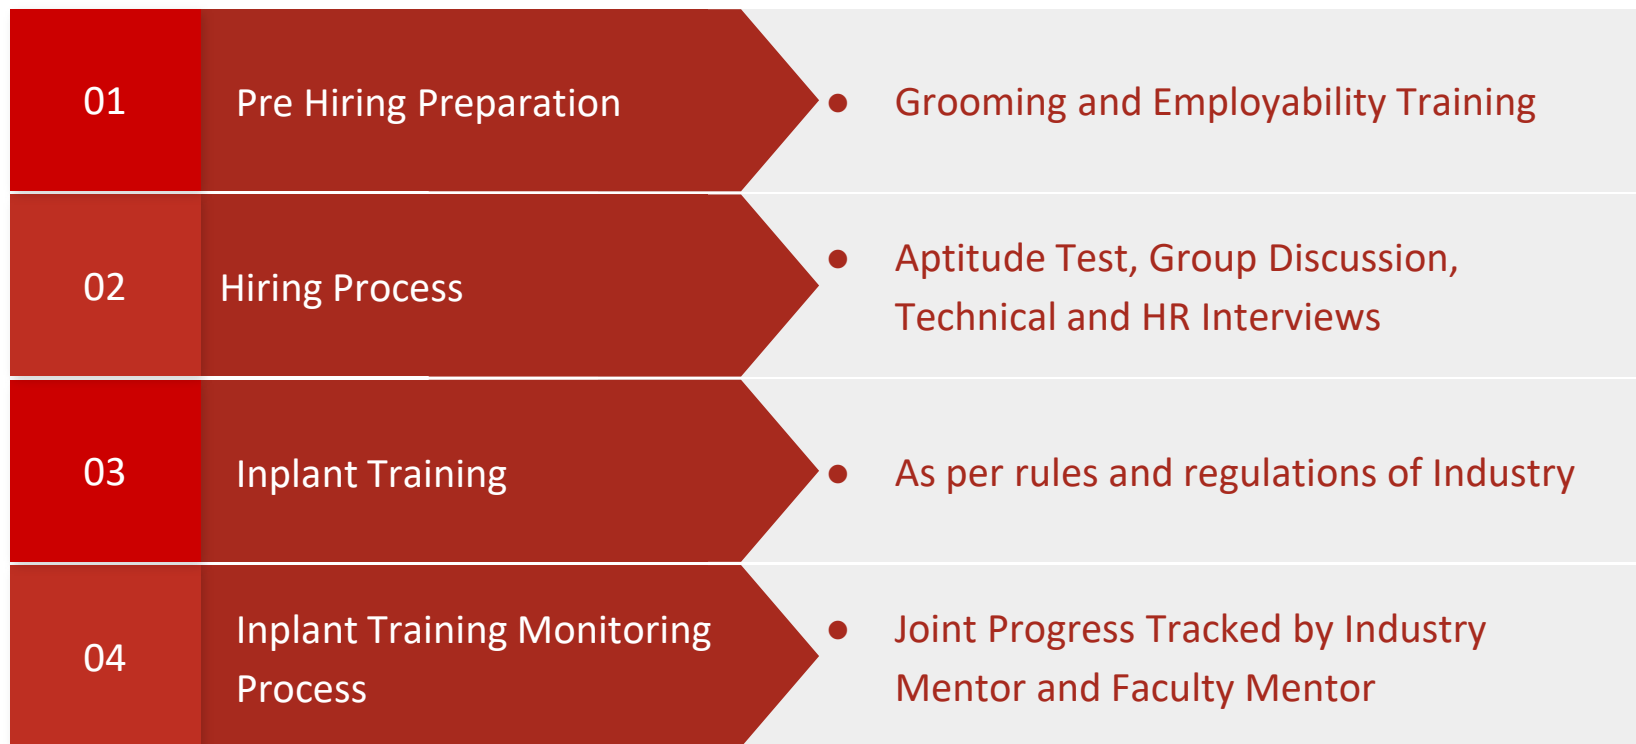 01
Pre Hiring Preparation
● Grooming and Employability Training
02
Hiring Process
● Aptitude Test, Group Discussion,
Technical and HR Interviews
03
Inplant Training
● As per rules and regulations of Industry
04
Inplant Training Monitoring
Process
● Joint Progress Tracked by Industry
Mentor and Faculty Mentor